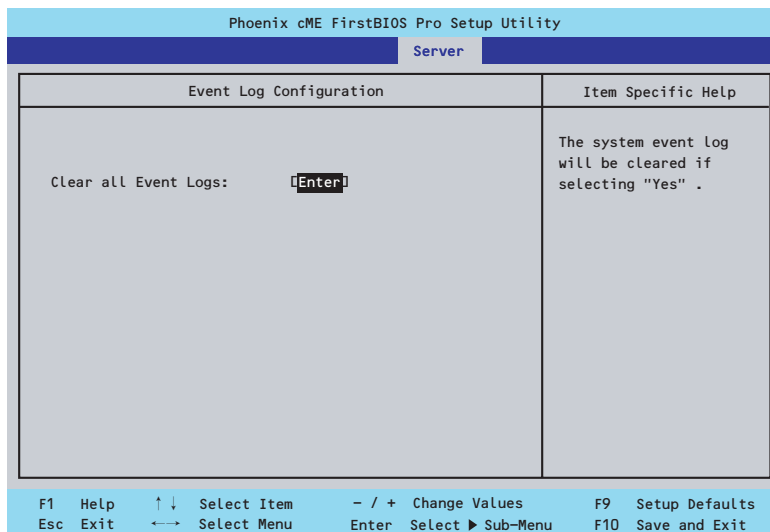 Phoenix cME FirstBIOS Pro Setup Utility
Server
Event Log Configuration
Item Specific Help
Clear all Event Logs: [Enter]
The system event log
will be cleared if
selecting "Yes" .
F1 Help ↑↓ Select Item - / + Change Values F9 Setup Defaults
Esc Exit ←→ Select Menu Enter Select ▶ Sub-Menu F10 Save and Exit